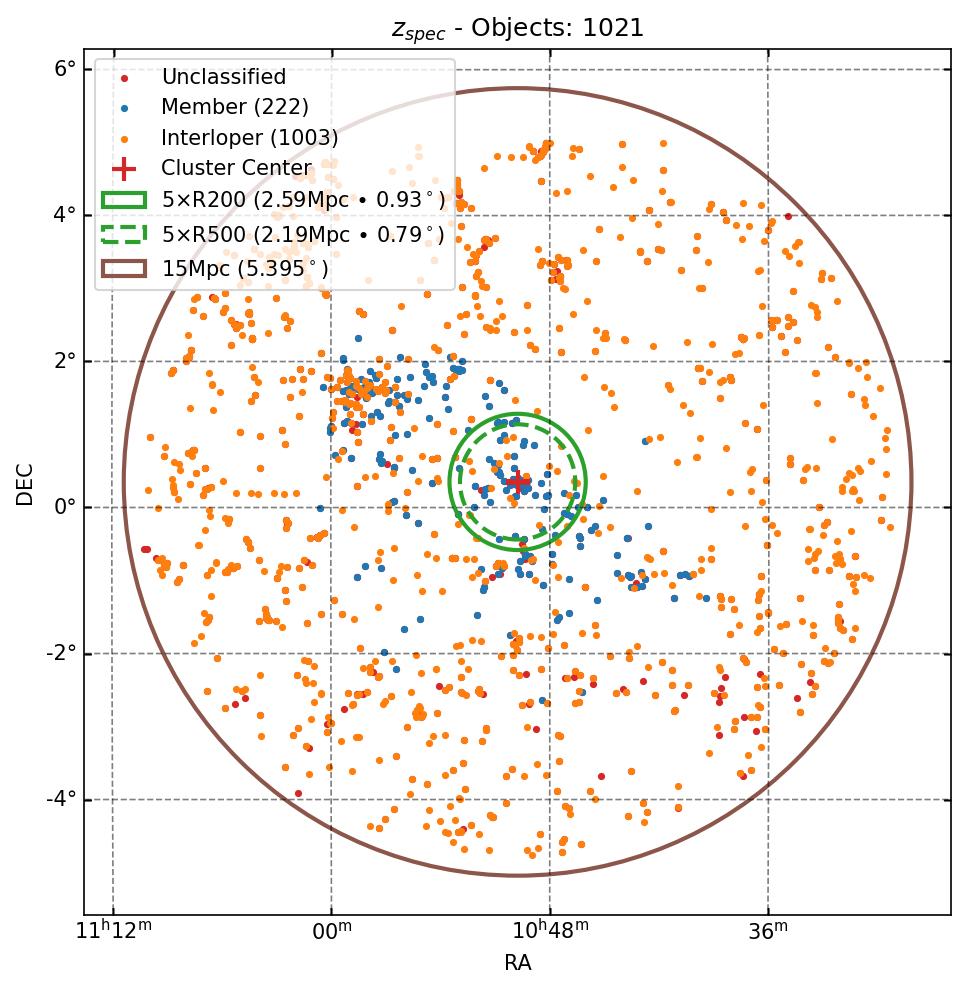 z_spec - Objects: 1021
Unclassified
Member (222)
Interloper (1003)
Cluster Center
5×R200 (2.59Mpc • 0.93°)
5×R500 (2.19Mpc • 0.79°)
15Mpc (5.395°)
6°
4°
2°
0°
-2°
-4°
DEC
11ʰ12ᵐ 00ᵐ 10ʰ48ᵐ 36ᵐ
RA